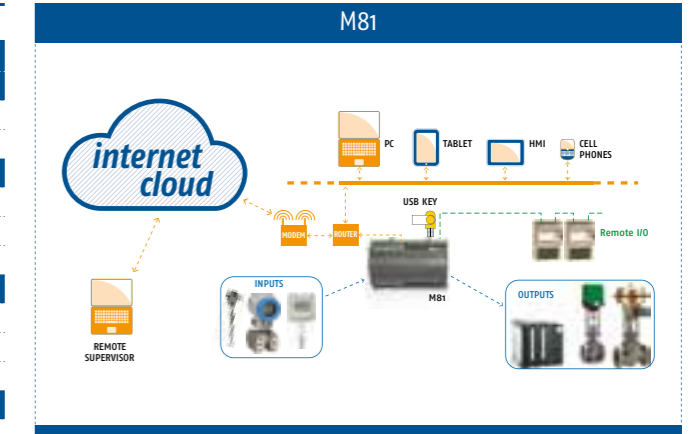 M81
internet
cloud
PC
TABLET
HMI
CELL
PHONES
USB KEY
MODEM
ROUTER
Remote I/O
INPUTS
M81
OUTPUTS
REMOTE
SUPERVISOR